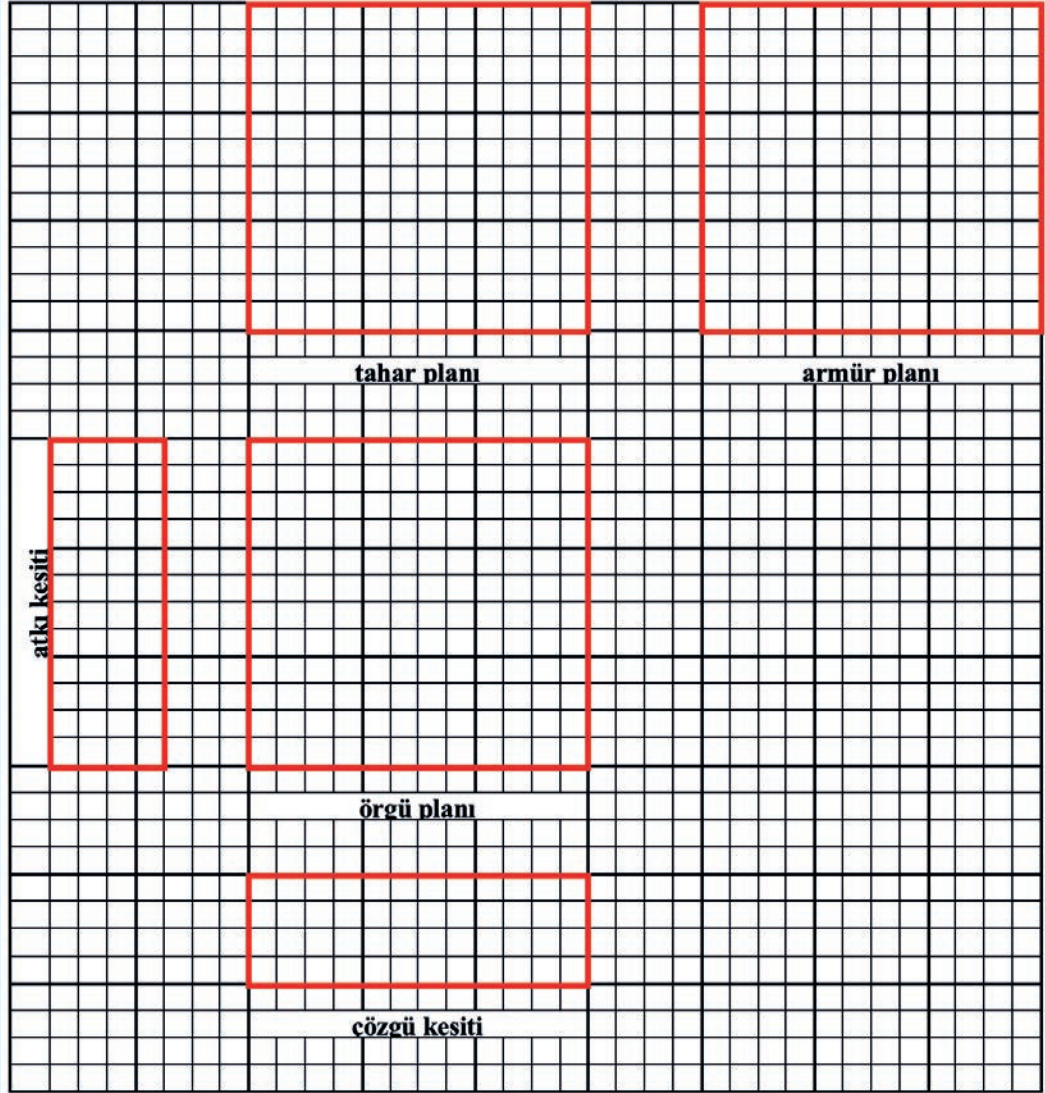 tahar planı
armür planı
atkı kesiti
örgü planı
çözgü kesiti